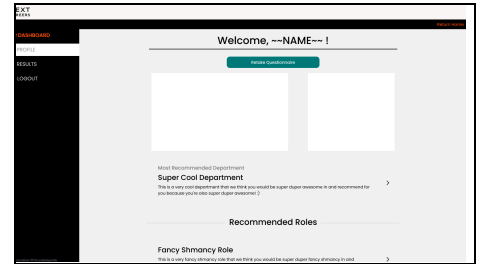 EXT
Return Home
DASHBOARD
Welcome, ~~NAME~~ !
PROFILE
Retake Questionnaire
RESULTS
LOGOUT
Most Recommended Department
Super Cool Department
This is a very cool department that we think you would be super duper awesome in and recommend for
you because you're also super duper awesome! :)
Recommended Roles
Fancy Shmancy Role
This is a very fancy shmancy role that we think you would be super duper fancy shmancy in and